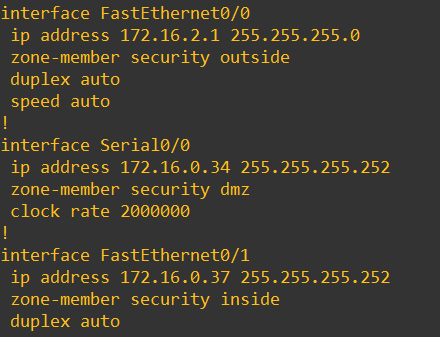 interface FastEthernet0/0
 ip address 172.16.2.1 255.255.255.0
 zone-member security outside
 duplex auto
 speed auto
!
interface Serial0/0
 ip address 172.16.0.34 255.255.255.252
 zone-member security dmz
 clock rate 2000000
!
interface FastEthernet0/1
 ip address 172.16.0.37 255.255.255.252
 zone-member security inside
 duplex auto